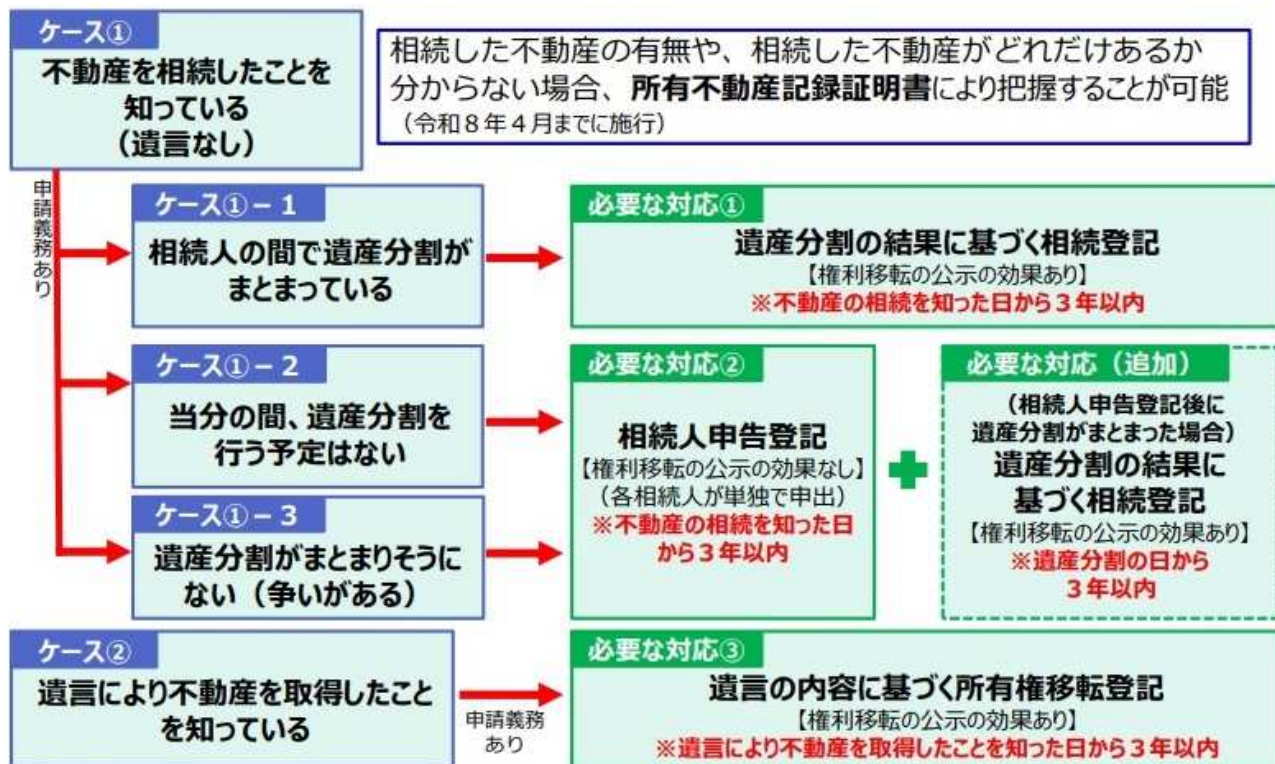 ケース①
不動産を相続したことを
知っている
(遺言なし)
相続した不動産の有無や、相続した不動産がどれだけあるか
分からない場合、所有不動産記録証明書により把握することが可能
(令和8年4月までに施行)
申請義務あり
ケース①－1
相続人の間で遺産分割が
まとまっている
必要な対応①
遺産分割の結果に基づく相続登記
【権利移転の公示の効果あり】
※不動産の相続を知った日から3年以内
ケース①－2
当分の間、遺産分割を
行う予定はない
ケース①－3
遺産分割がまとまりそうに
ない(争いがある)
必要な対応②
相続人申告登記
【権利移転の公示の効果なし】
(各相続人が単独で申出)
※不動産の相続を知った日
から3年以内
必要な対応(追加)
(相続人申告登記後に
遺産分割がまとまった場合)
遺産分割の結果に
基づく相続登記
【権利移転の公示の効果あり】
※遺産分割の日から
3年以内
ケース②
遺言により不動産を取得したこと
を知っている
申請義務
あり
必要な対応③
遺言の内容に基づく所有権移転登記
【権利移転の公示の効果あり】
※遺言により不動産を取得したことを知った日から3年以内